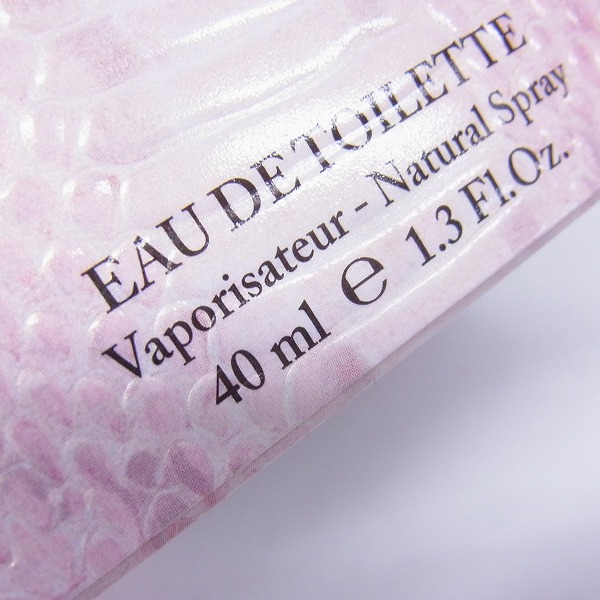 EAU DE TOILETTE
Vaporisateur - Natural Spray
40 ml ℮ 1.3 Fl.Oz.